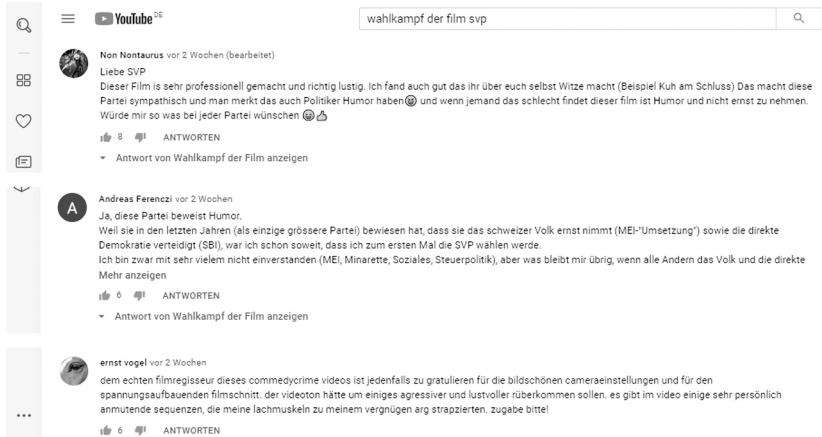 YouTube DE
wahlkampf der film svp
Non Nontaurus vor 2 Wochen (bearbeitet)
Liebe SVP
Dieser Film is sehr professionell gemacht und richtig lustig. Ich fand auch gut das ihr über euch selbst Witze macht (Beispiel Kuh am Schluss) Das macht diese
Partei sympathisch und man merkt das auch Politiker Humor haben😄 und wenn jemand das schlecht findet dieser film ist Humor und nicht ernst zu nehmen.
Würde mir so was bei jeder Partei wünschen 😄👍
8 ANTWORTEN
Antwort von Wahlkampf der Film anzeigen
A
Andreas Ferenczi vor 2 Wochen
Ja, diese Partei beweist Humor.
Weil sie in den letzten Jahren (als einzige grössere Partei) bewiesen hat, dass sie das schweizer Volk ernst nimmt (MEI-"Umsetzung") sowie die direkte
Demokratie verteidigt (SBI), war ich schon soweit, dass ich zum ersten Mal die SVP wählen werde.
Ich bin zwar mit sehr vielem nicht einverstanden (MEI, Minarette, Soziales, Steuerpolitik), aber was bleibt mir übrig, wenn alle Andern das Volk und die direkte
Mehr anzeigen
6 ANTWORTEN
Antwort von Wahlkampf der Film anzeigen
ernst vogel vor 2 Wochen
dem echten filmregisseur dieses commedycrime videos ist jedenfalls zu gratulieren für die bildschönen cameraeinstellungen und für den
spannungsaufbauenden filmschnitt. der videoton hätte um einiges agressiver und lustvoller rüberkommen sollen. es gibt im video einige sehr persönlich
anmutende sequenzen, die meine lachmuskeln zu meinem vergnügen arg strapzierten. zugabe bitte!
6 ANTWORTEN